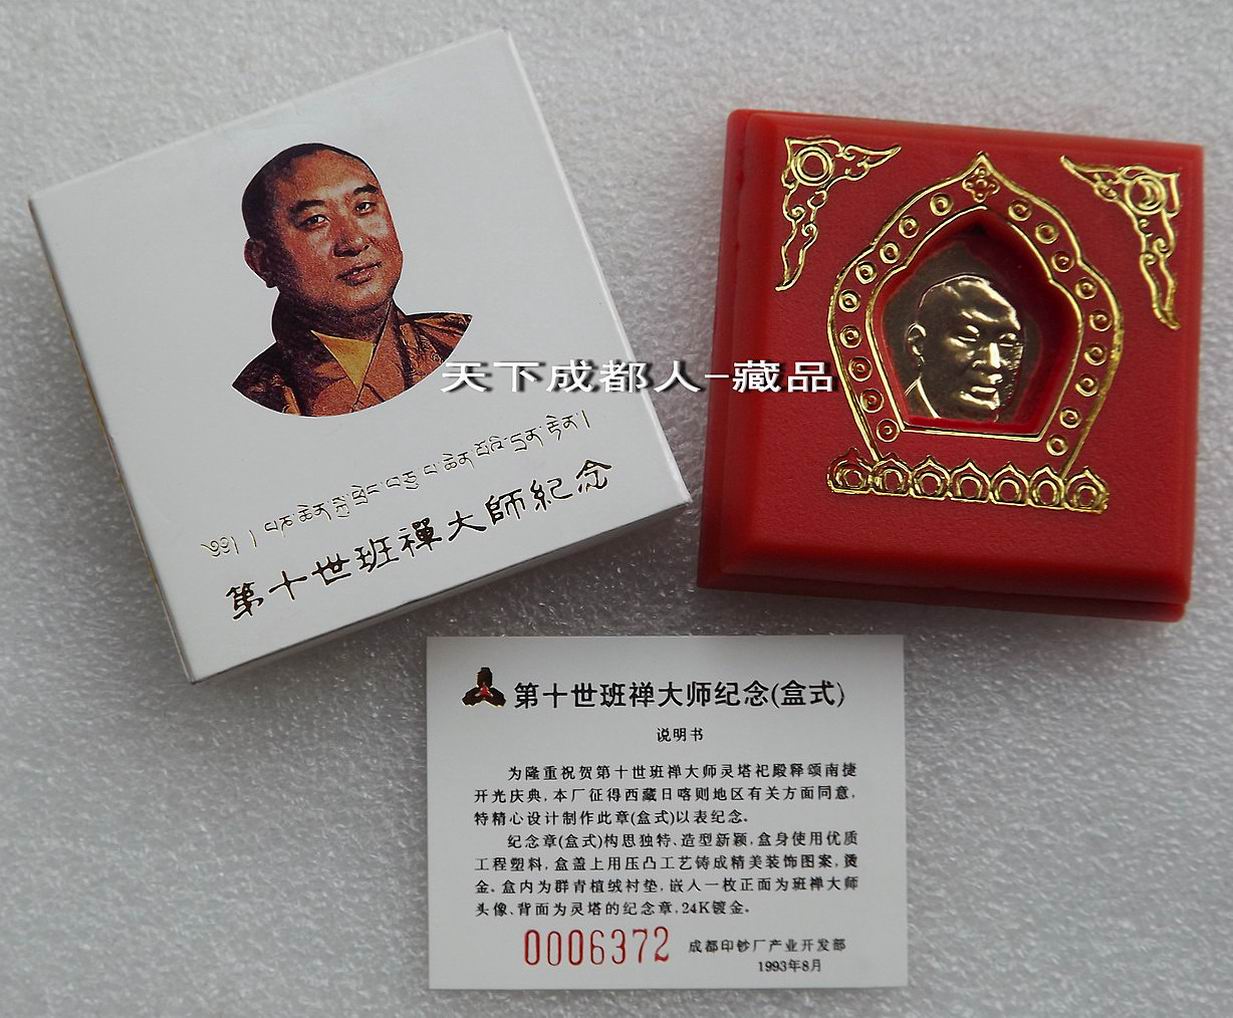 天下成都人-藏品
༄༅། །པཎ་ཆེན་སྐུ་ཕྲེང་བཅུ་པ་ཆེན་པོའི་དྲན་རྟེན།
第十世班禪大師紀念
第十世班禅大师纪念(盒式)
说明书
为隆重祝贺第十世班禅大师灵塔祀殿释颂南捷
开光庆典,本厂征得西藏日喀则地区有关方面同意,
特精心设计制作此章(盒式)以表纪念。
纪念章(盒式)构思独特、造型新颖,盒身使用优质
工程塑料,盒盖上用压凸工艺铸成精美装饰图案,烫
金。盒内为群青植绒衬垫,嵌入一枚正面为班禅大师
头像、背面为灵塔的纪念章,24K镀金。
0006372 成都印钞厂产业开发部
1993年8月